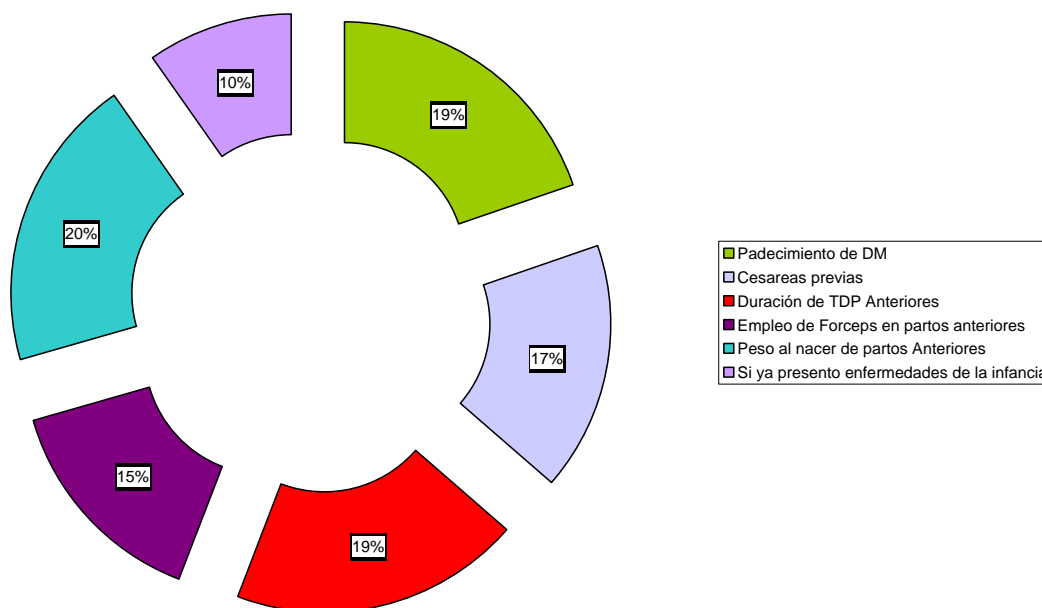 10%
19%
20%
17%
15%
19%
Padecimiento de DM
Cesareas previas
Duración de TDP Anteriores
Empleo de Forceps en partos anteriores
Peso al nacer de partos Anteriores
Si ya presento enfermedades de la infancia